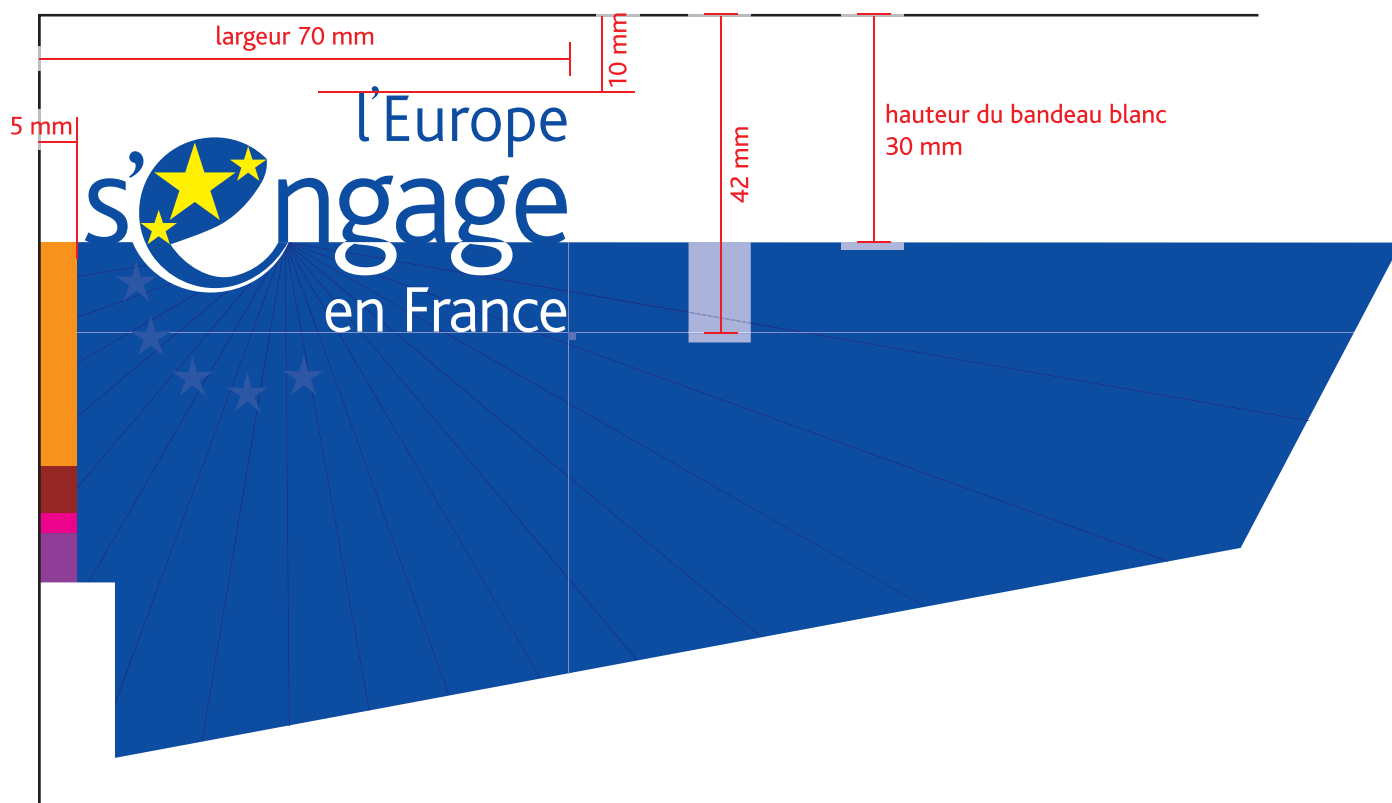 largeur 70 mm
10 mm
5 mm
42 mm
hauteur du bandeau blanc
30 mm
l’Europe
s’engage
en France